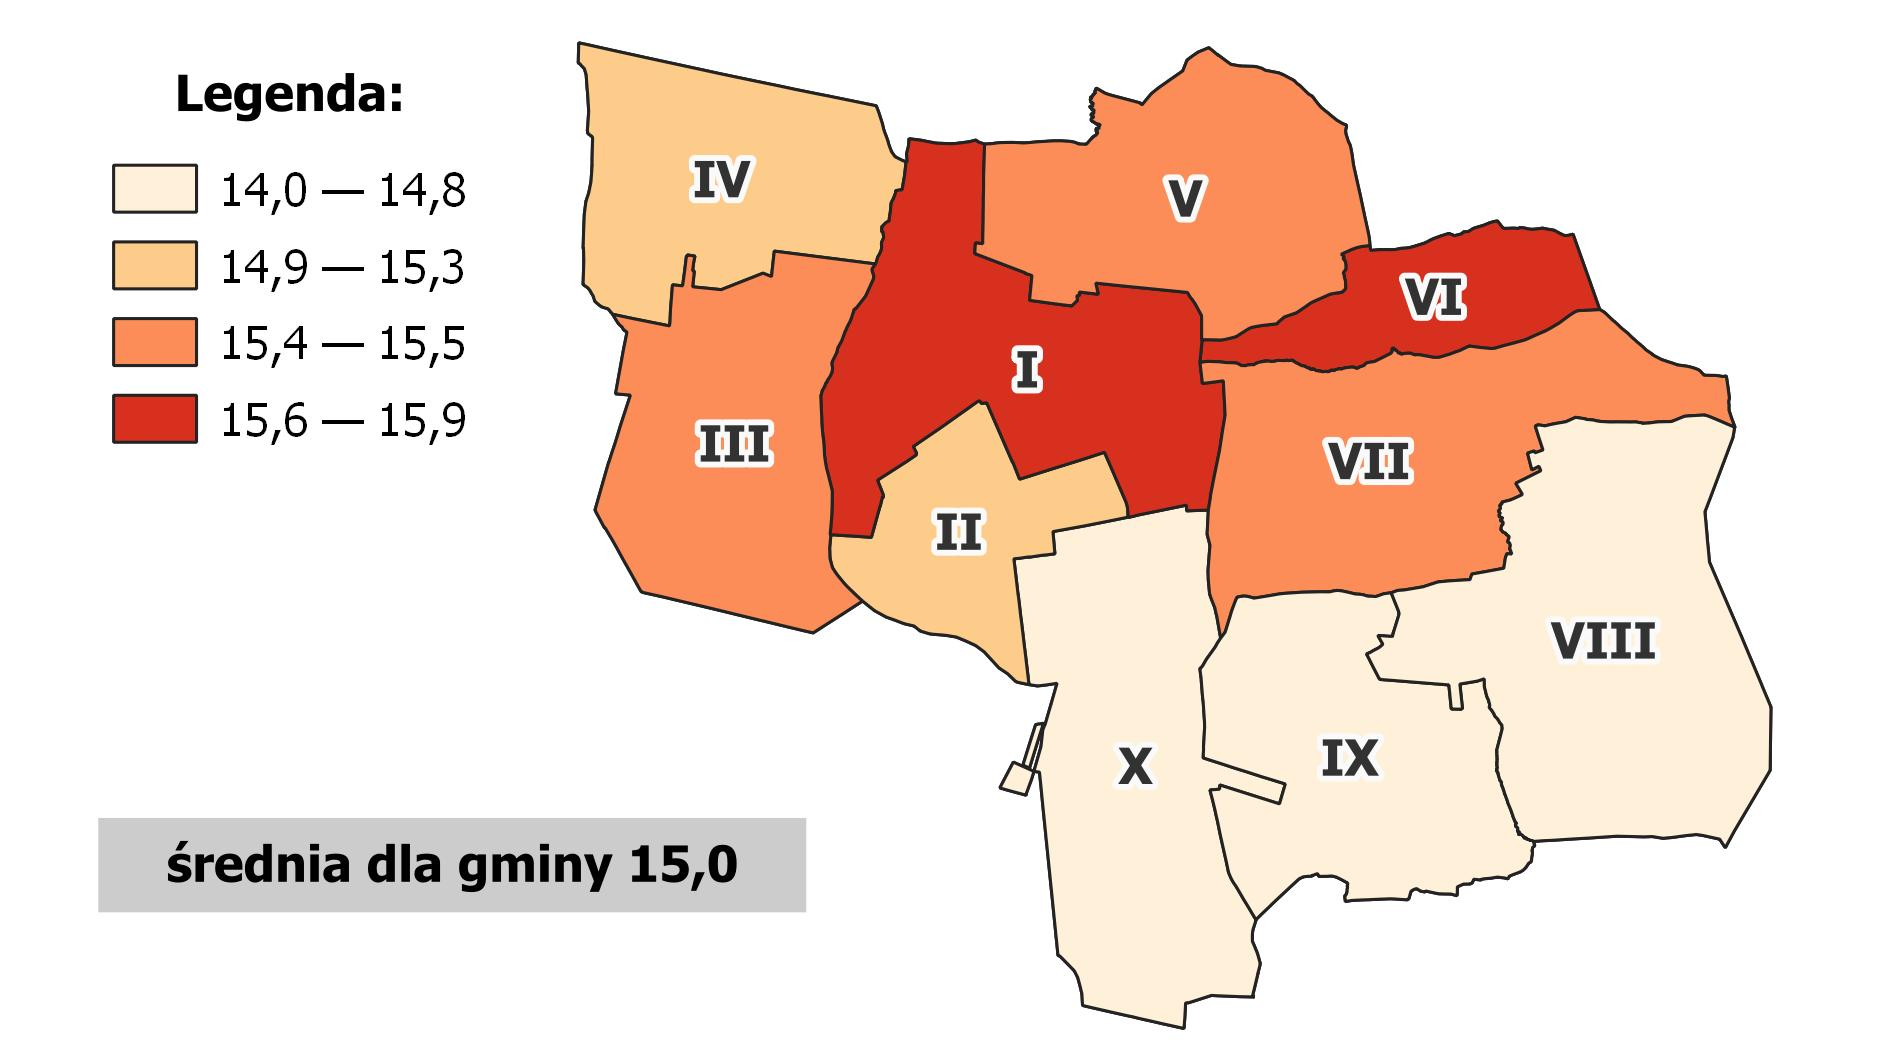 Legenda:
14,0 — 14,8
14,9 — 15,3
15,4 — 15,5
15,6 — 15,9
IV
V
VI
I
III
VII
II
VIII
IX
X
średnia dla gminy 15,0